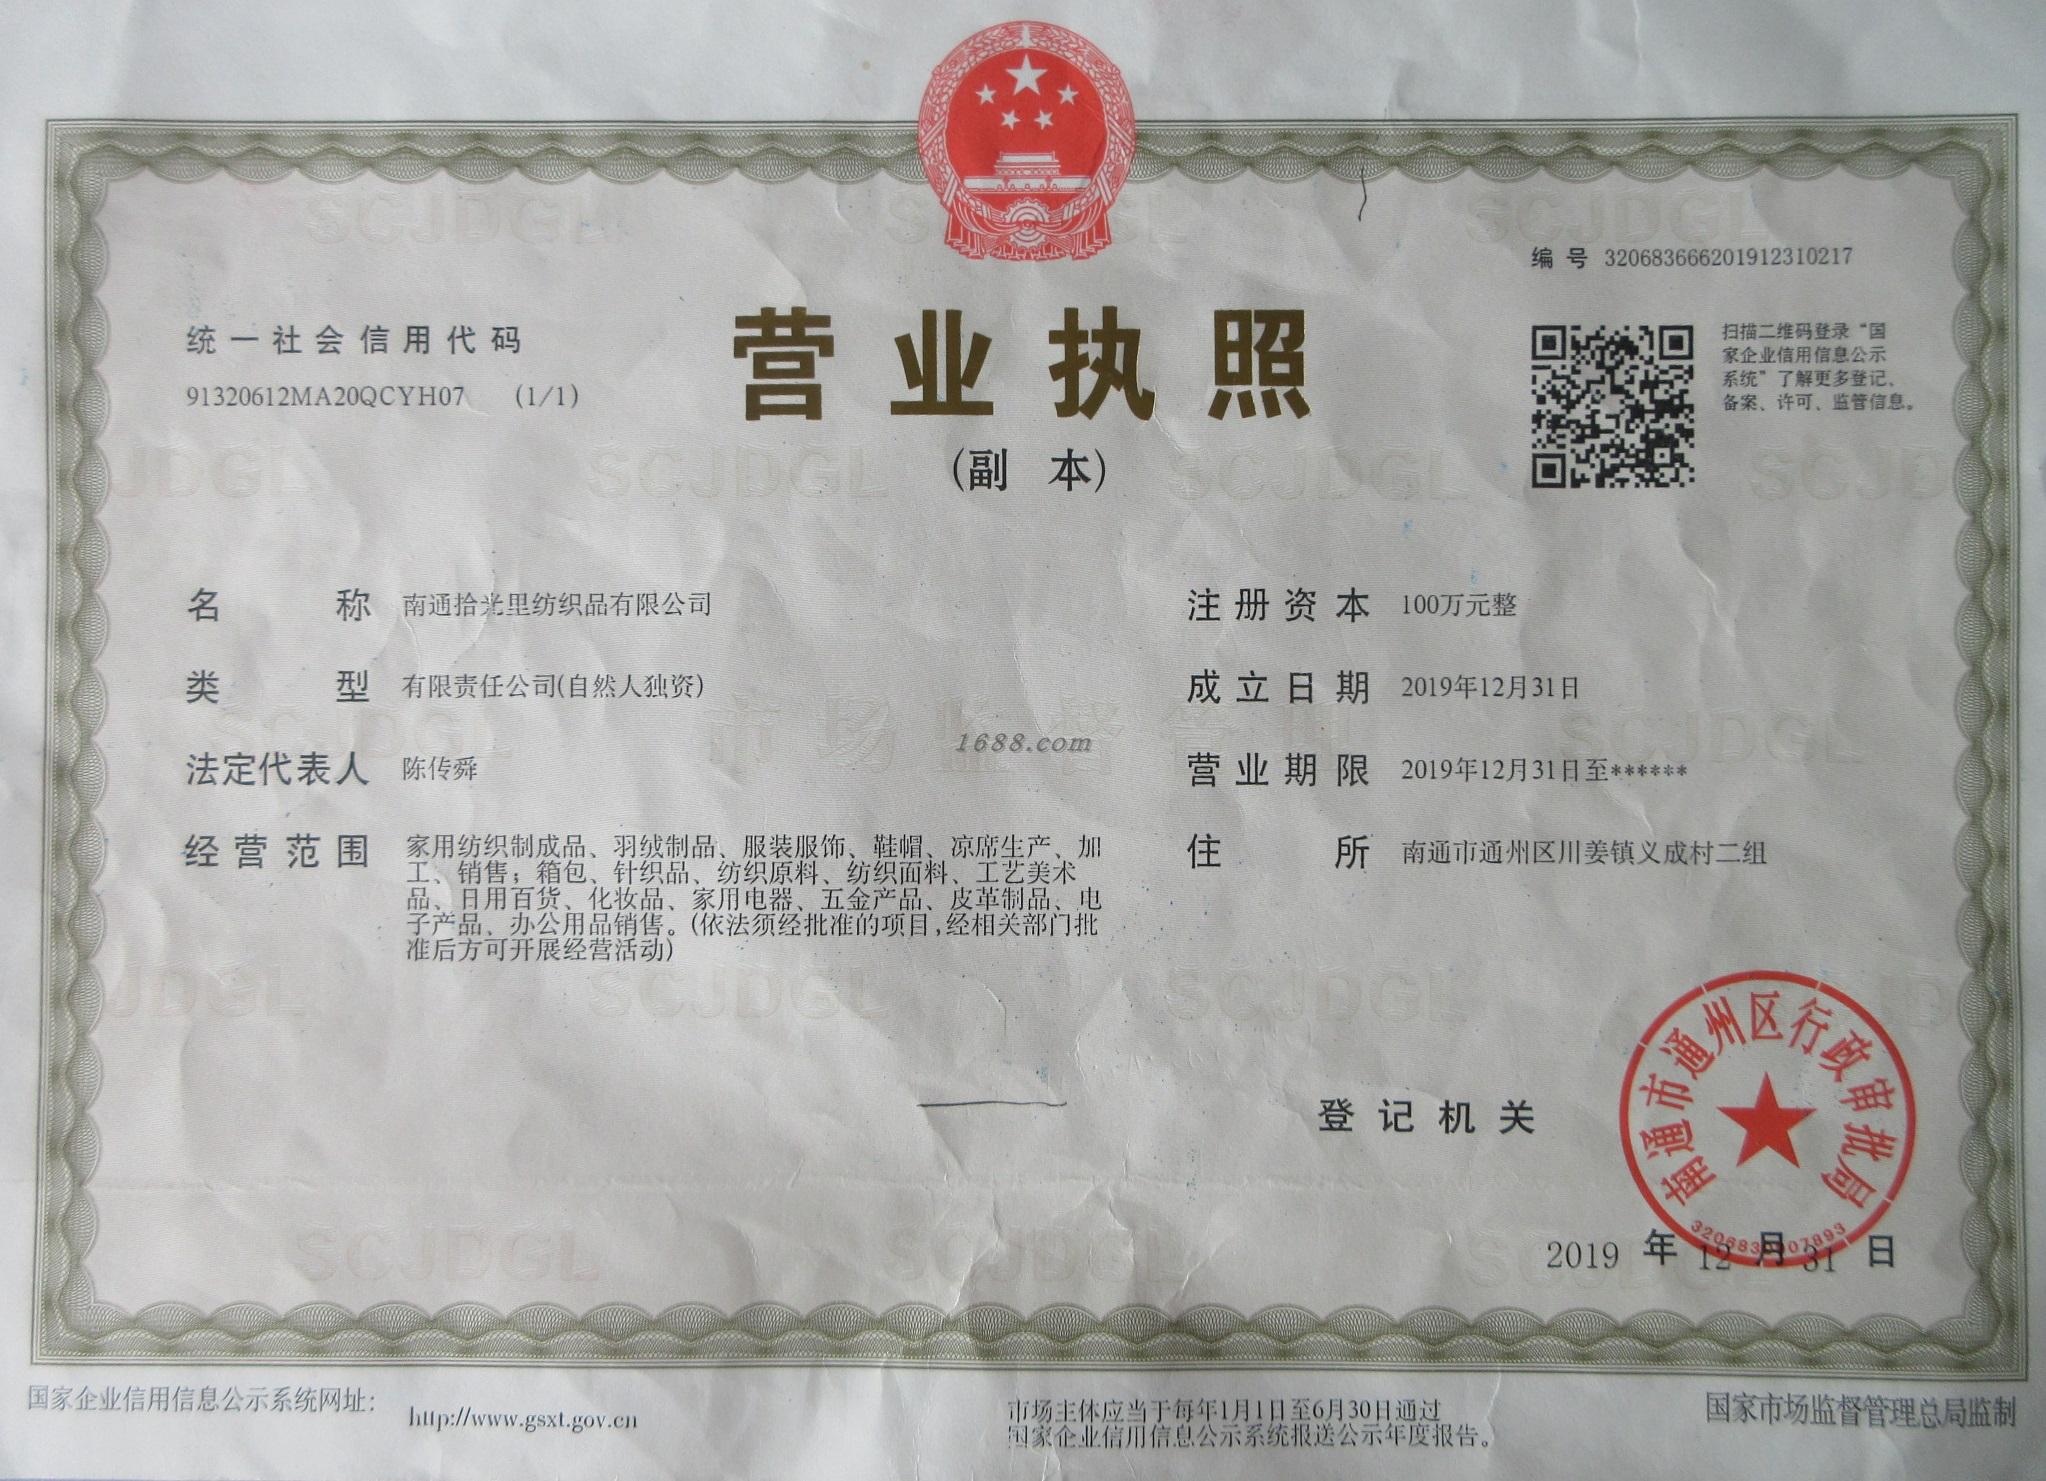 编号 320683666201912310217
统一社会信用代码
91320612MA20QCYH07 (1/1)
营业执照
(副本)
扫描二维码登录“国
家企业信用信息公示
系统”了解更多登记、
备案、许可、监管信息。
名称 南通拾光里纺织品有限公司
类型 有限责任公司(自然人独资)
法定代表人 陈传舜
经营范围 家用纺织制成品、羽绒制品、服装服饰、鞋帽、凉席生产、加
工、销售；箱包、针织品、纺织原料、纺织面料、工艺美术
品、日用百货、化妆品、家用电器、五金产品、皮革制品、电
子产品、办公用品销售。(依法须经批准的项目,经相关部门批
准后方可开展经营活动)
注册资本 100万元整
成立日期 2019年12月31日
营业期限 2019年12月31日至******
住所 南通市通州区川姜镇义成村二组
1688.com
登记机关
南通市通州区行政审批局
2019 年 12 月 31 日
国家企业信用信息公示系统网址：
http://www.gsxt.gov.cn
市场主体应当于每年1月1日至6月30日通过
国家企业信用信息公示系统报送公示年度报告。
国家市场监督管理总局监制